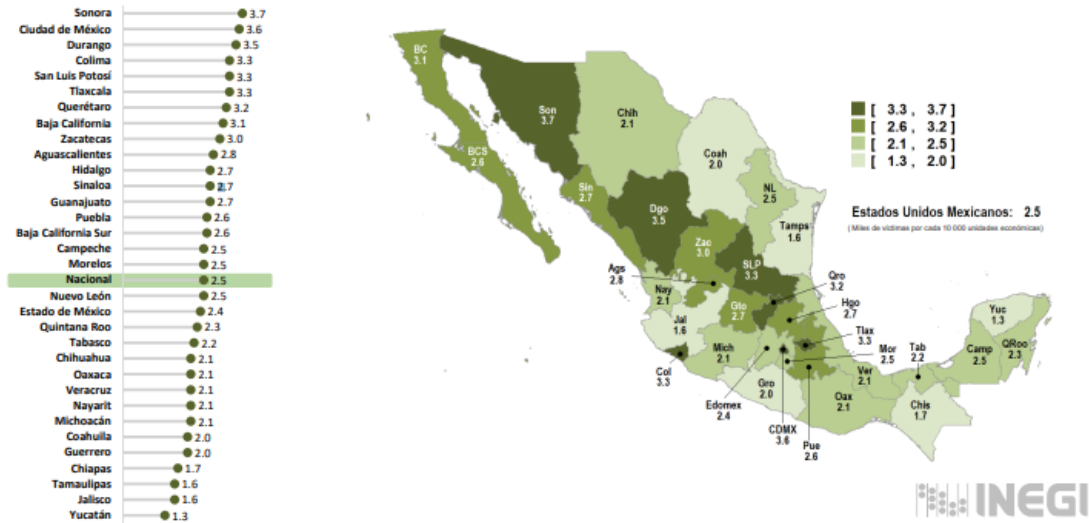 Sonora 3.7
Ciudad de México 3.6
Durango 3.5
Colima 3.3
San Luis Potosí 3.3
Tlaxcala 3.3
Querétaro 3.2
Baja California 3.1
Zacatecas 3.0
Aguascalientes 2.8
Hidalgo 2.7
Sinaloa 2.7
Guanajuato 2.7
Puebla 2.6
Baja California Sur 2.6
Campeche 2.5
Morelos 2.5
Nacional 2.5
Nuevo León 2.5
Estado de México 2.4
Quintana Roo 2.3
Tabasco 2.2
Chihuahua 2.1
Oaxaca 2.1
Veracruz 2.1
Nayarit 2.1
Michoacán 2.1
Coahuila 2.0
Guerrero 2.0
Chiapas 1.7
Tamaulipas 1.6
Jalisco 1.6
Yucatán 1.3
BC
3.1
Son
3.7
Chih
2.1
BCS
2.6
Coah
2.0
Sin
2.7
NL
2.5
Dgo
3.5
Tamps
1.6
Zac
3.0
SLP
3.3
Ags
2.8
Nay
2.1
Gto
2.7
Qro
3.2
Hgo
2.7
Jal
1.6
Tlax
3.3
Mich
2.1
Mor
2.5
Tab
2.2
Yuc
1.3
Camp
2.5
QRoo
2.3
Col
3.3
Ver
2.1
Gro
2.0
Edomex
2.4
Oax
2.1
Chis
1.7
CDMX
3.6
Pue
2.6
[ 3.3 , 3.7 ]
[ 2.6 , 3.2 ]
[ 2.1 , 2.5 ]
[ 1.3 , 2.0 ]
Estados Unidos Mexicanos: 2.5
( Miles de víctimas por cada 10 000 unidades económicas)
INEGI